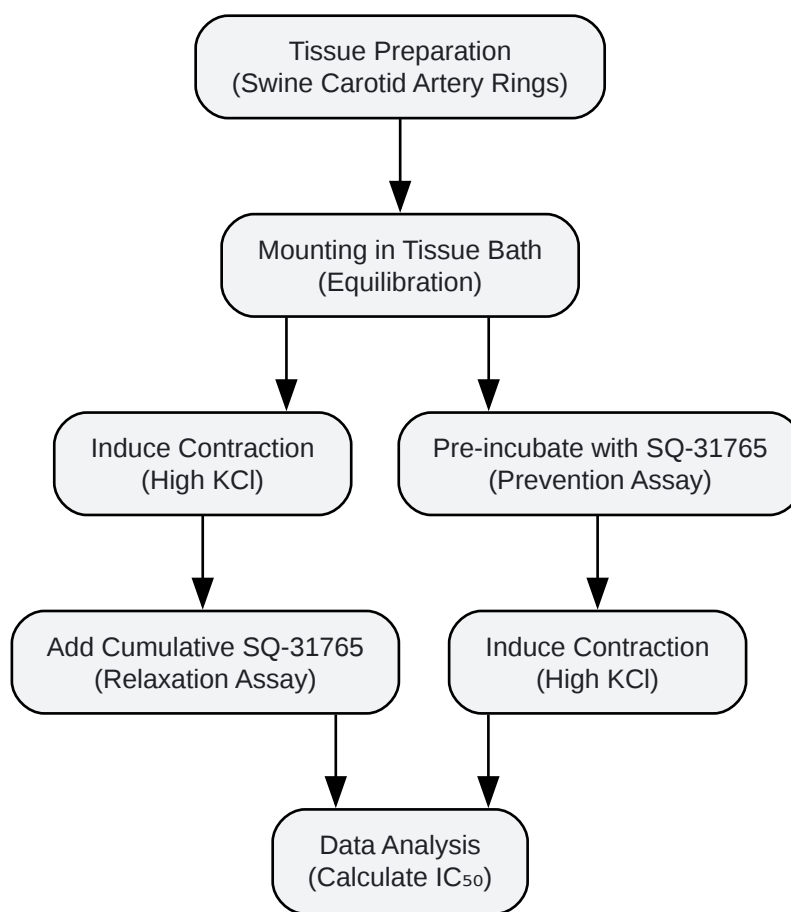 Tissue Preparation
(Swine Carotid Artery Rings)
Mounting in Tissue Bath
(Equilibration)
Induce Contraction
(High KCl)
Pre-incubate with SQ-31765
(Prevention Assay)
Add Cumulative SQ-31765
(Relaxation Assay)
Induce Contraction
(High KCl)
Data Analysis
(Calculate IC₅₀)